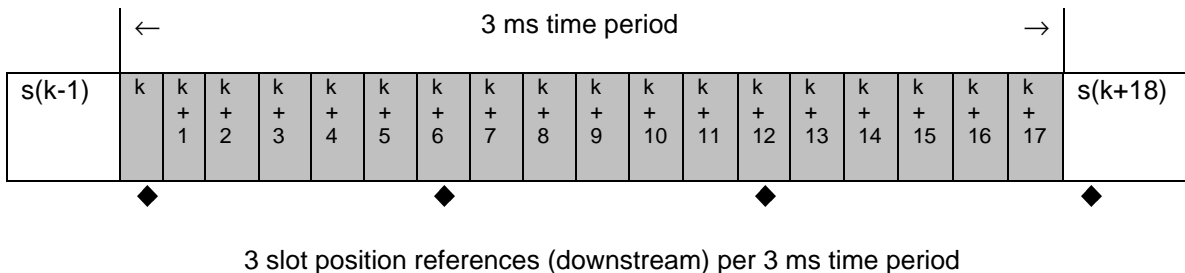 ← 3 ms time period →
s(k-1) k k k k k k k k k k k k k k k k k k s(k+18)
+ + + + + + + + + + + + + + + + +
1 2 3 4 5 6 7 8 9 10 11 12 13 14 15 16 17
3 slot position references (downstream) per 3 ms time period